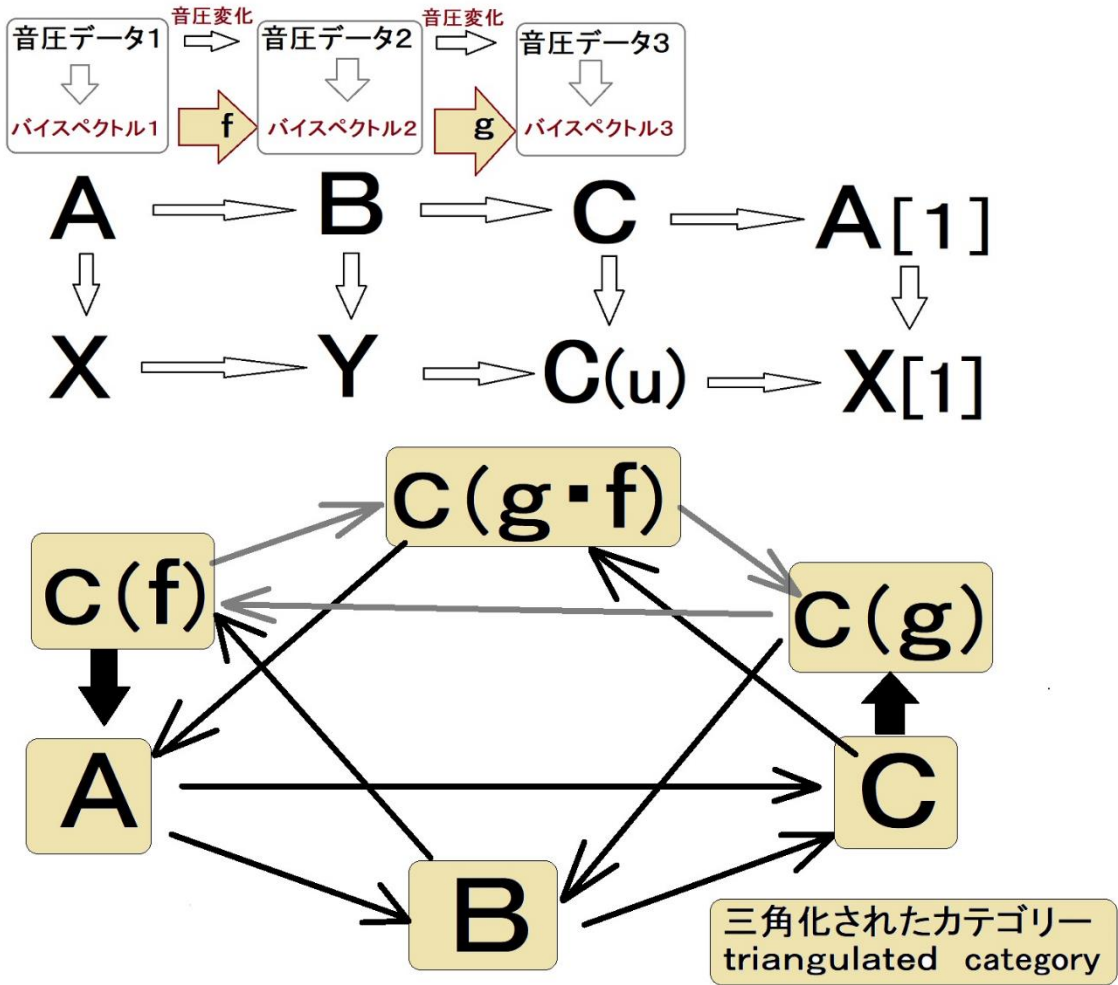 音圧変化 音圧変化
音圧データ1 音圧データ2 音圧データ3
バイスペクトル1 f バイスペクトル2 g バイスペクトル3
A B C A[1]
X Y C(u) X[1]
C(g▪f)
C(f) C(g)
A C
B
三角化されたカテゴリー
triangulated category